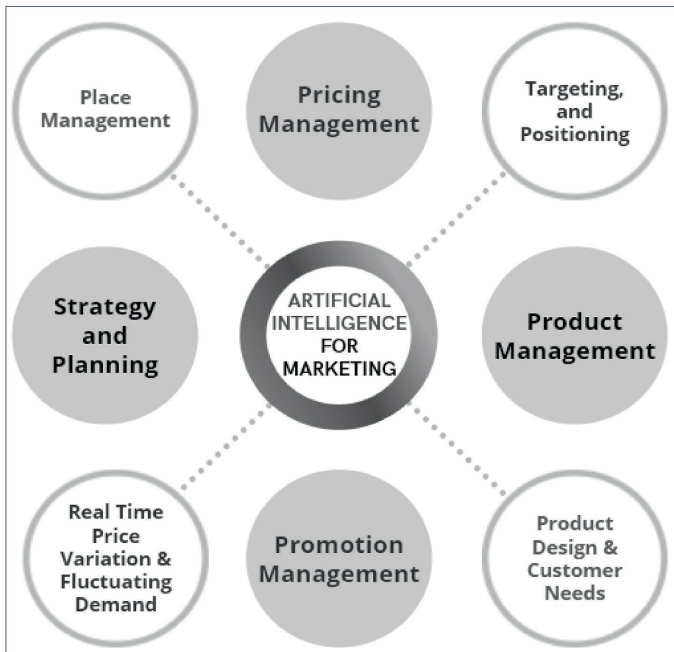 Place
Management
Pricing
Management
Targeting,
and
Positioning
Strategy
and
Planning
ARTIFICIAL
INTELLIGENCE
FOR
MARKETING
Product
Management
Real Time
Price
Variation &
Fluctuating
Demand
Promotion
Management
Product
Design &
Customer
Needs